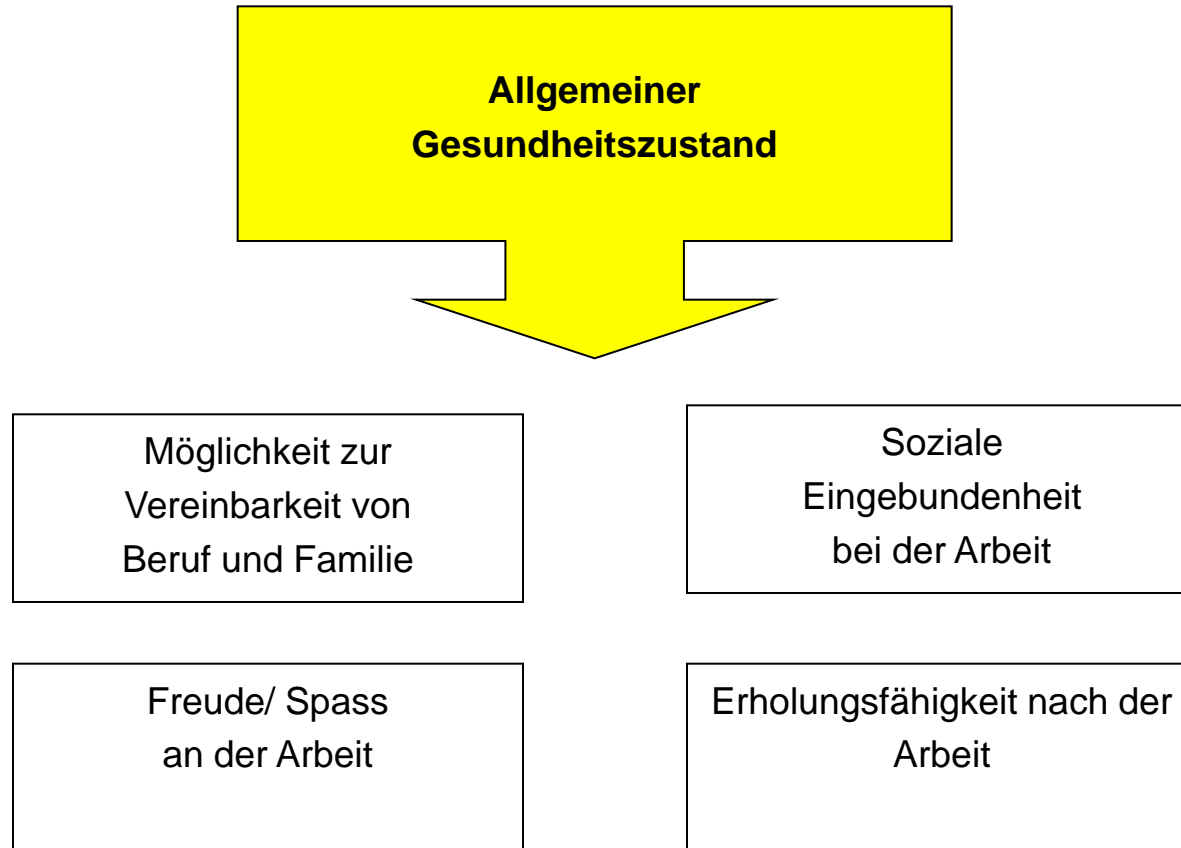 Allgemeiner
Gesundheitszustand
Möglichkeit zur
Vereinbarkeit von
Beruf und Familie
Soziale
Eingebundenheit
bei der Arbeit
Freude/ Spass
an der Arbeit
Erholungsfähigkeit nach der
Arbeit